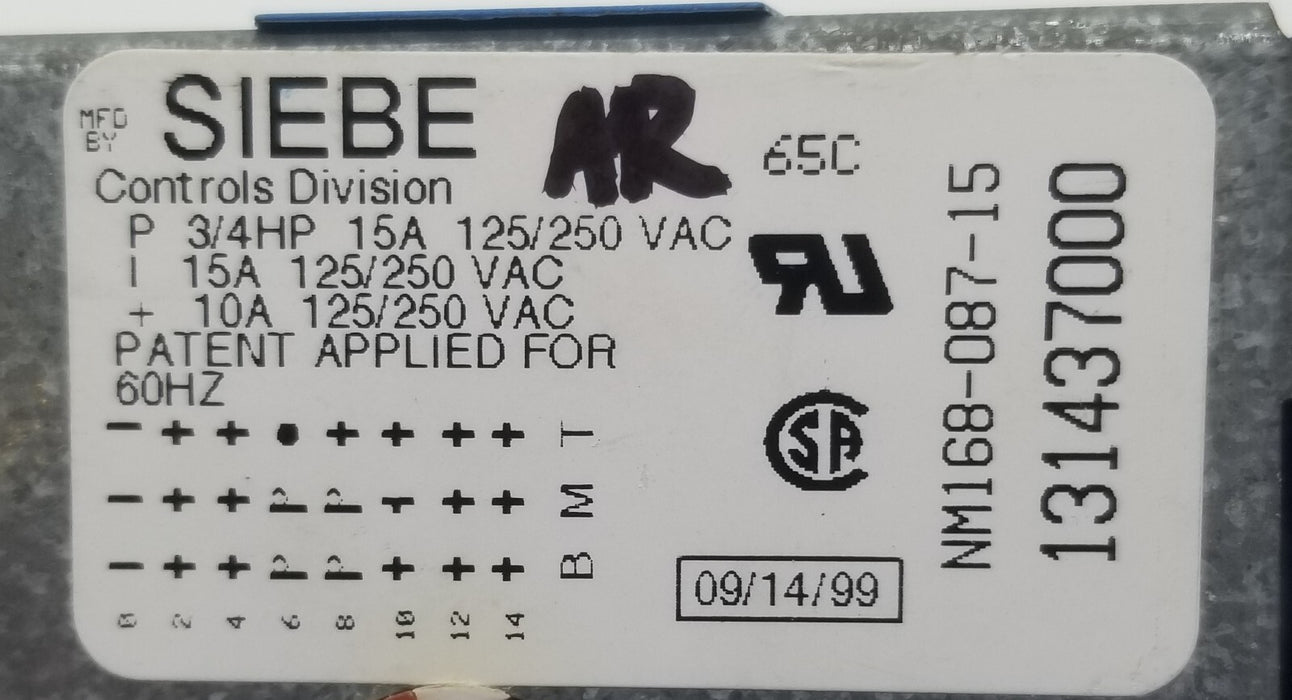 MFD BY SIEBE
Controls Division
AR
65C
P 3/4HP 15A 125/250 VAC
I 15A 125/250 VAC
+ 10A 125/250 VAC
PATENT APPLIED FOR
60HZ
I + + ● + + + + T
I + + P P + + + M
I + + P P + + + B
0 2 4 6 8 10 12 14
RU
SA
09/14/99
NM168-087-15
131437000